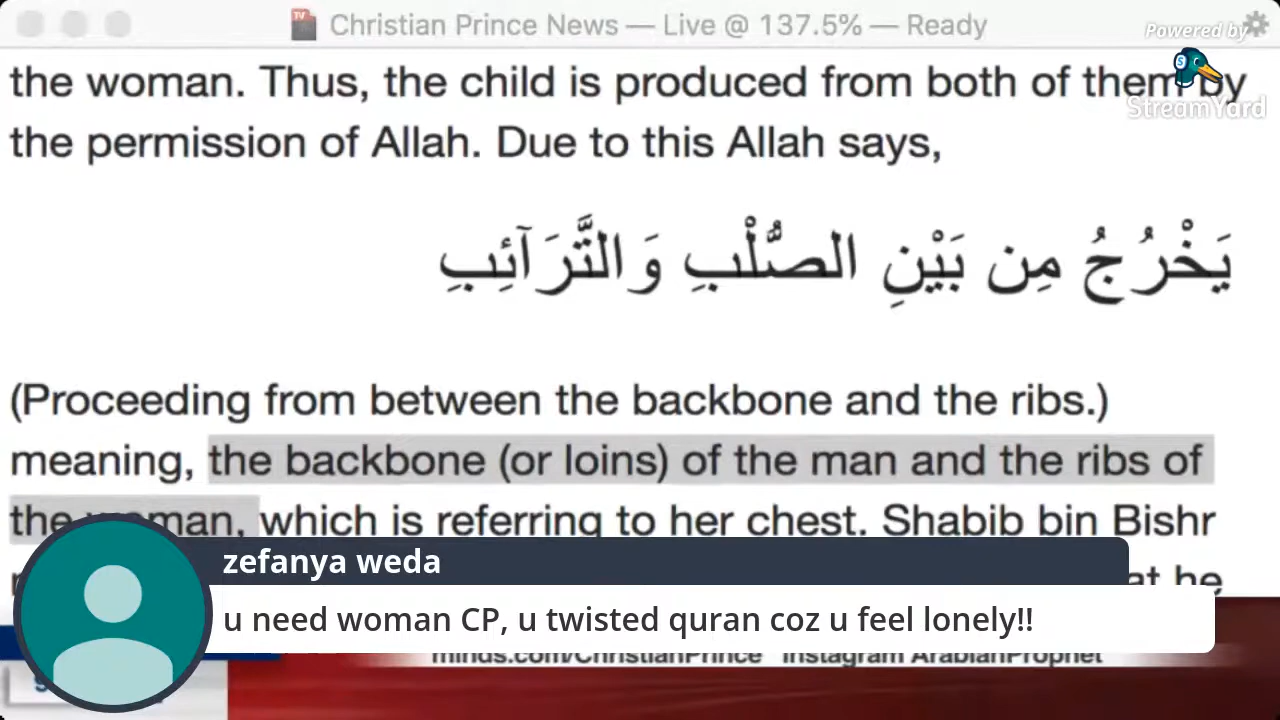 Christian Prince News — Live @ 137.5% — Ready
Powered by
StreamYard
the woman. Thus, the child is produced from both of them by
the permission of Allah. Due to this Allah says,
يَخْرُجُ مِن بَيْنِ الصُّلْبِ وَالتَّرَآئِبِ
(Proceeding from between the backbone and the ribs.)
meaning, the backbone (or loins) of the man and the ribs of
the woman, which is referring to her chest. Shabib bin Bishr
that he
zefanya weda
u need woman CP, u twisted quran coz u feel lonely!!
minds.com/ChristianPrince Instagram ArabianProphet